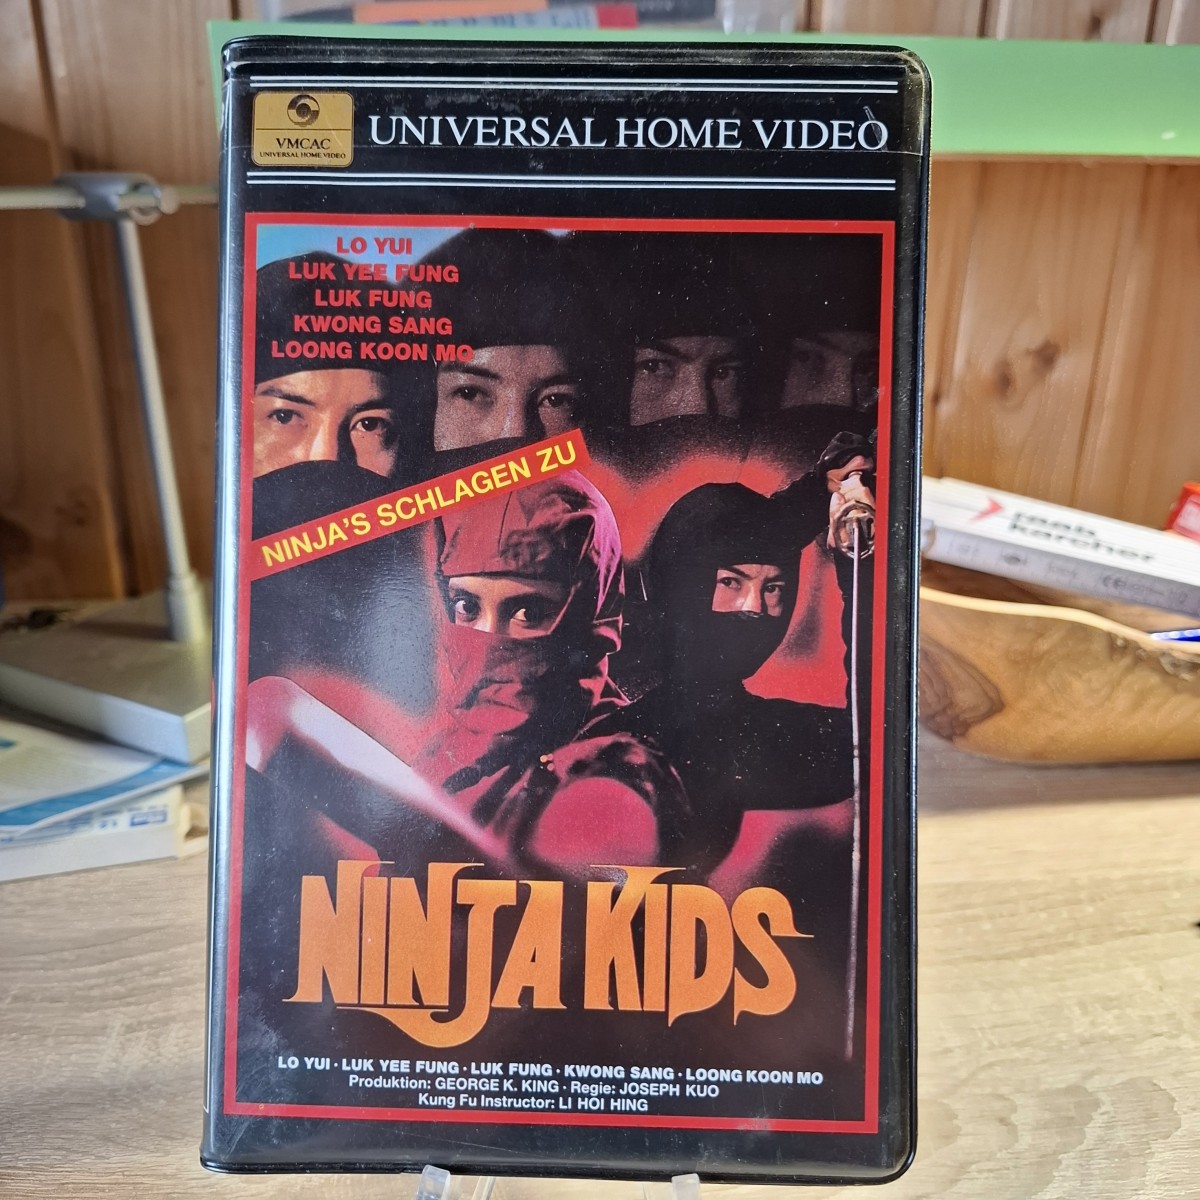 VMCAC
UNIVERSAL HOME VIDEO
UNIVERSAL HOME VIDEO
LO YUI
LUK YEE FUNG
LUK FUNG
KWONG SANG
LOONG KOON MO
NINJA'S SCHLAGEN ZU
NINJA KIDS
LO YUI · LUK YEE FUNG · LUK FUNG · KWONG SANG · LOONG KOON MO
Produktion: GEORGE K. KING · Regie: JOSEPH KUO
Kung Fu Instructor: LI HOI HING
raab
karcher